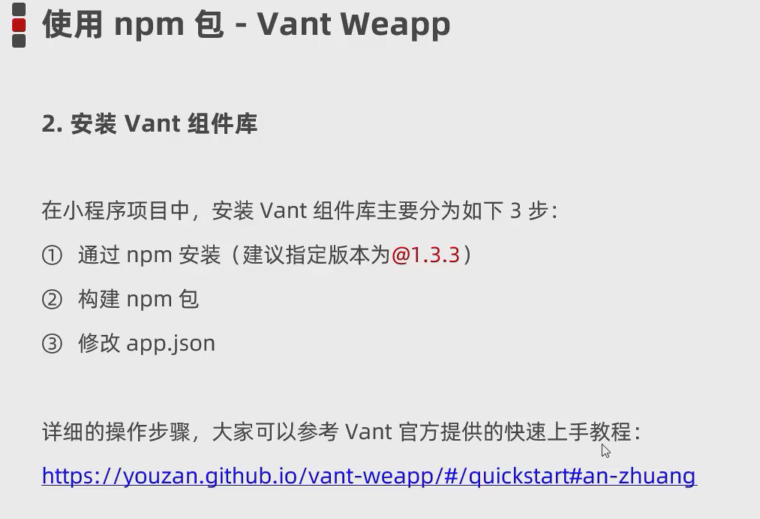 使用 npm 包 - Vant Weapp
2. 安装 Vant 组件库
在小程序项目中，安装 Vant 组件库主要分为如下 3 步：
① 通过 npm 安装（建议指定版本为@1.3.3）
② 构建 npm 包
③ 修改 app.json
详细的操作步骤，大家可以参考 Vant 官方提供的快速上手教程：
https://youzan.github.io/vant-weapp/#/quickstart#an-zhuang